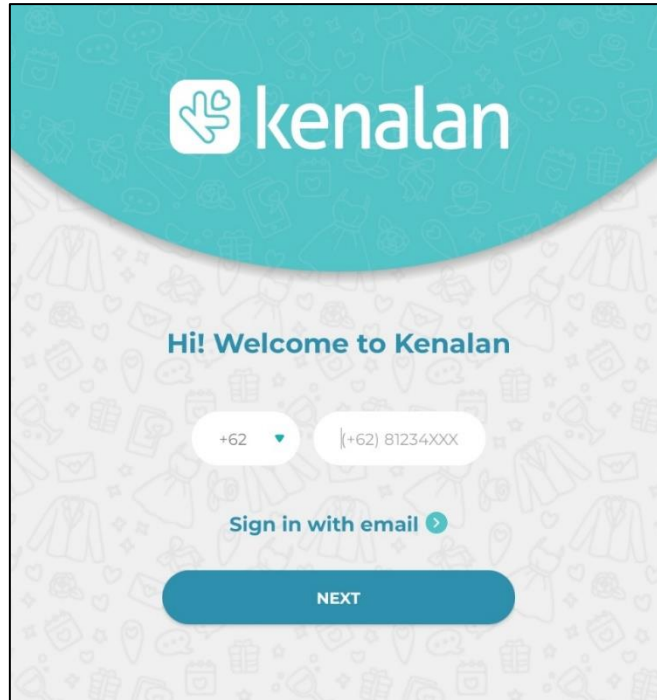 kenalan
Hi! Welcome to Kenalan
+62
(+62) 81234XXX
Sign in with email
NEXT